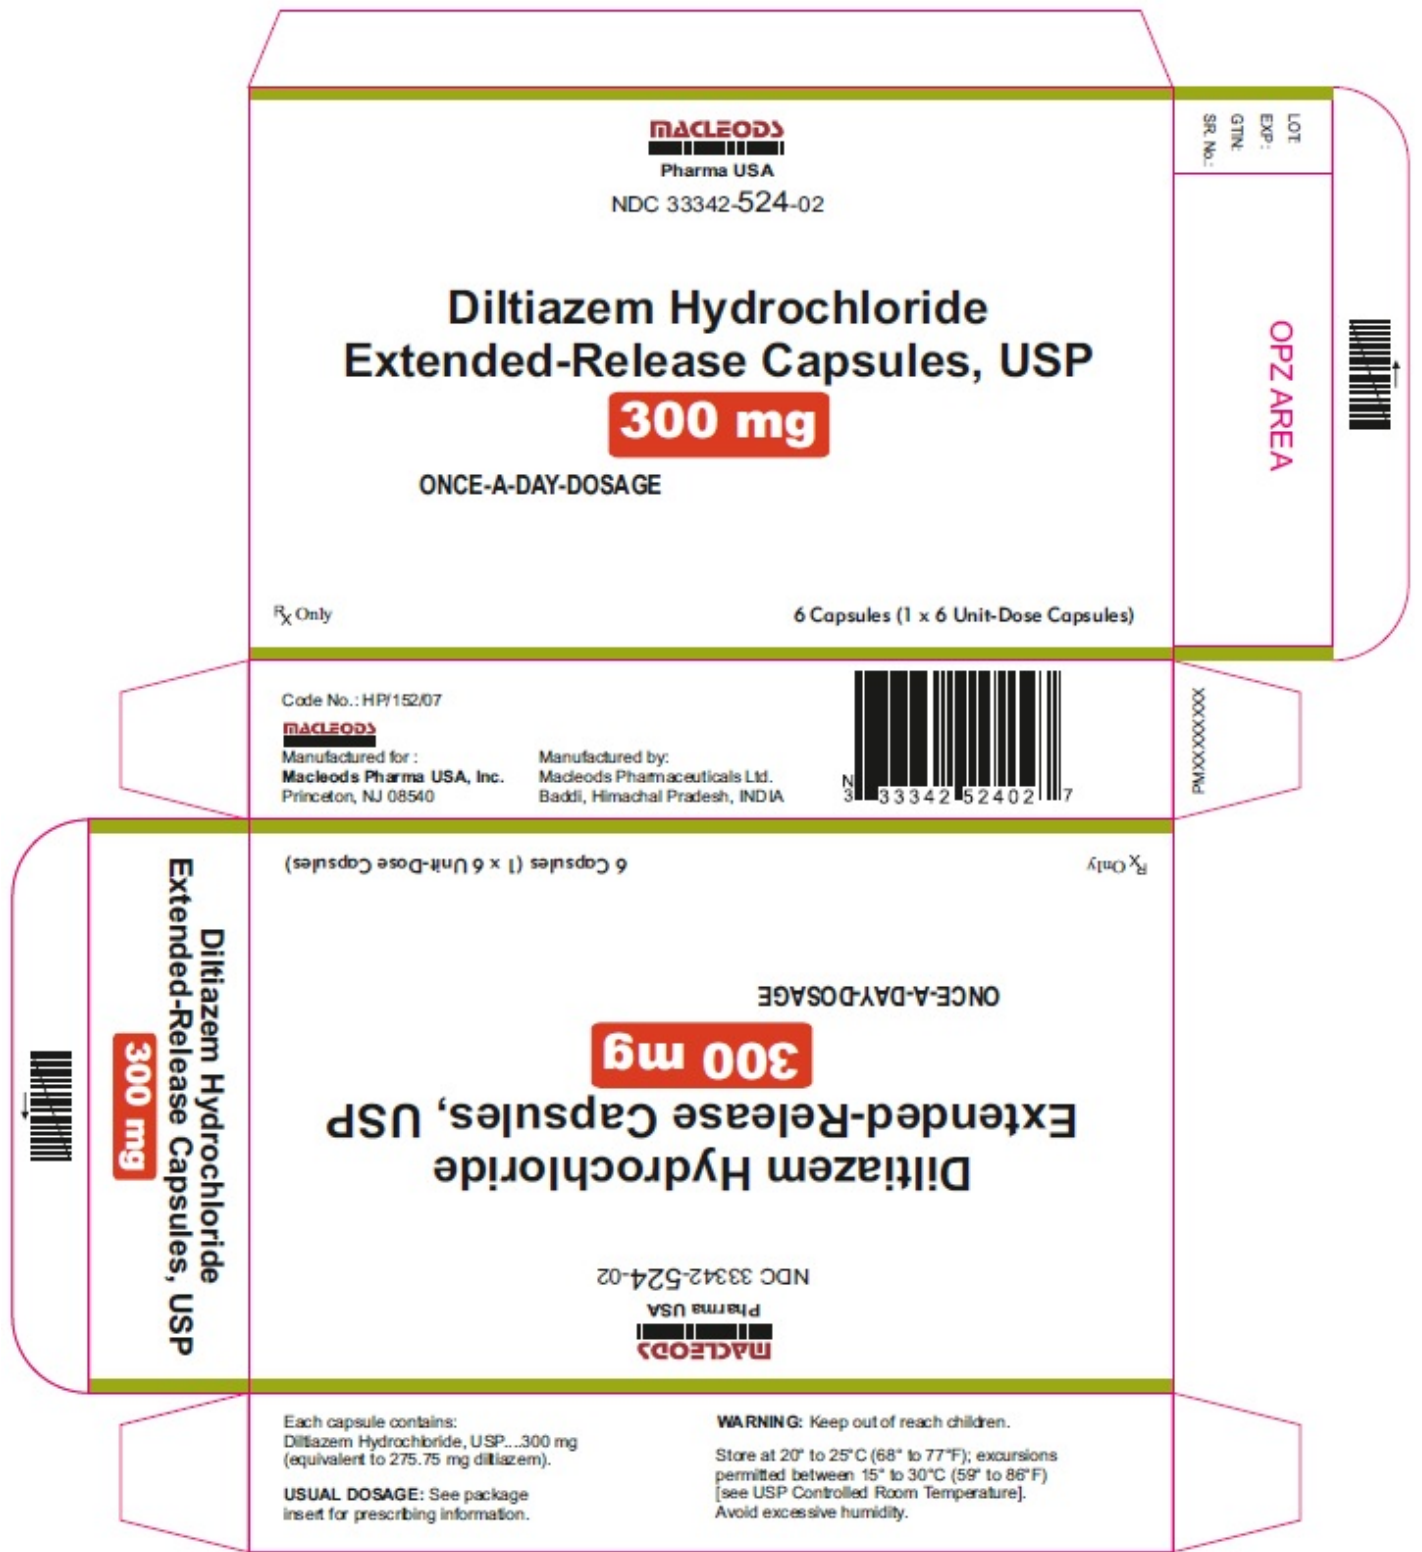 MACLEODS
Pharma USA
NDC 33342-524-02
Diltiazem Hydrochloride
Extended-Release Capsules, USP
300 mg
ONCE-A-DAY-DOSAGE
Rx Only
6 Capsules (1 x 6 Unit-Dose Capsules)
LOT:
EXP.:
GTIN:
SR. No.:
OPZ AREA
Code No.: HP/152/07
MACLEODS
Manufactured for :
Macleods Pharma USA, Inc.
Princeton, NJ 08540
Manufactured by:
Macleods Pharmaceuticals Ltd.
Baddi, Himachal Pradesh, INDIA
N
3 33342 52402 7
PMXXXXXXXX
Diltiazem Hydrochloride
Extended-Release Capsules, USP
300 mg
MACLEODS
Pharma USA
NDC 33342-524-02
Diltiazem Hydrochloride
Extended-Release Capsules, USP
300 mg
ONCE-A-DAY-DOSAGE
Rx Only
6 Capsules (1 x 6 Unit-Dose Capsules)
Each capsule contains:
Diltiazem Hydrochloride, USP....300 mg
(equivalent to 275.75 mg diltiazem).
USUAL DOSAGE: See package
insert for prescribing information.
WARNING: Keep out of reach children.
Store at 20° to 25°C (68° to 77°F); excursions
permitted between 15° to 30°C (59° to 86°F)
[see USP Controlled Room Temperature].
Avoid excessive humidity.